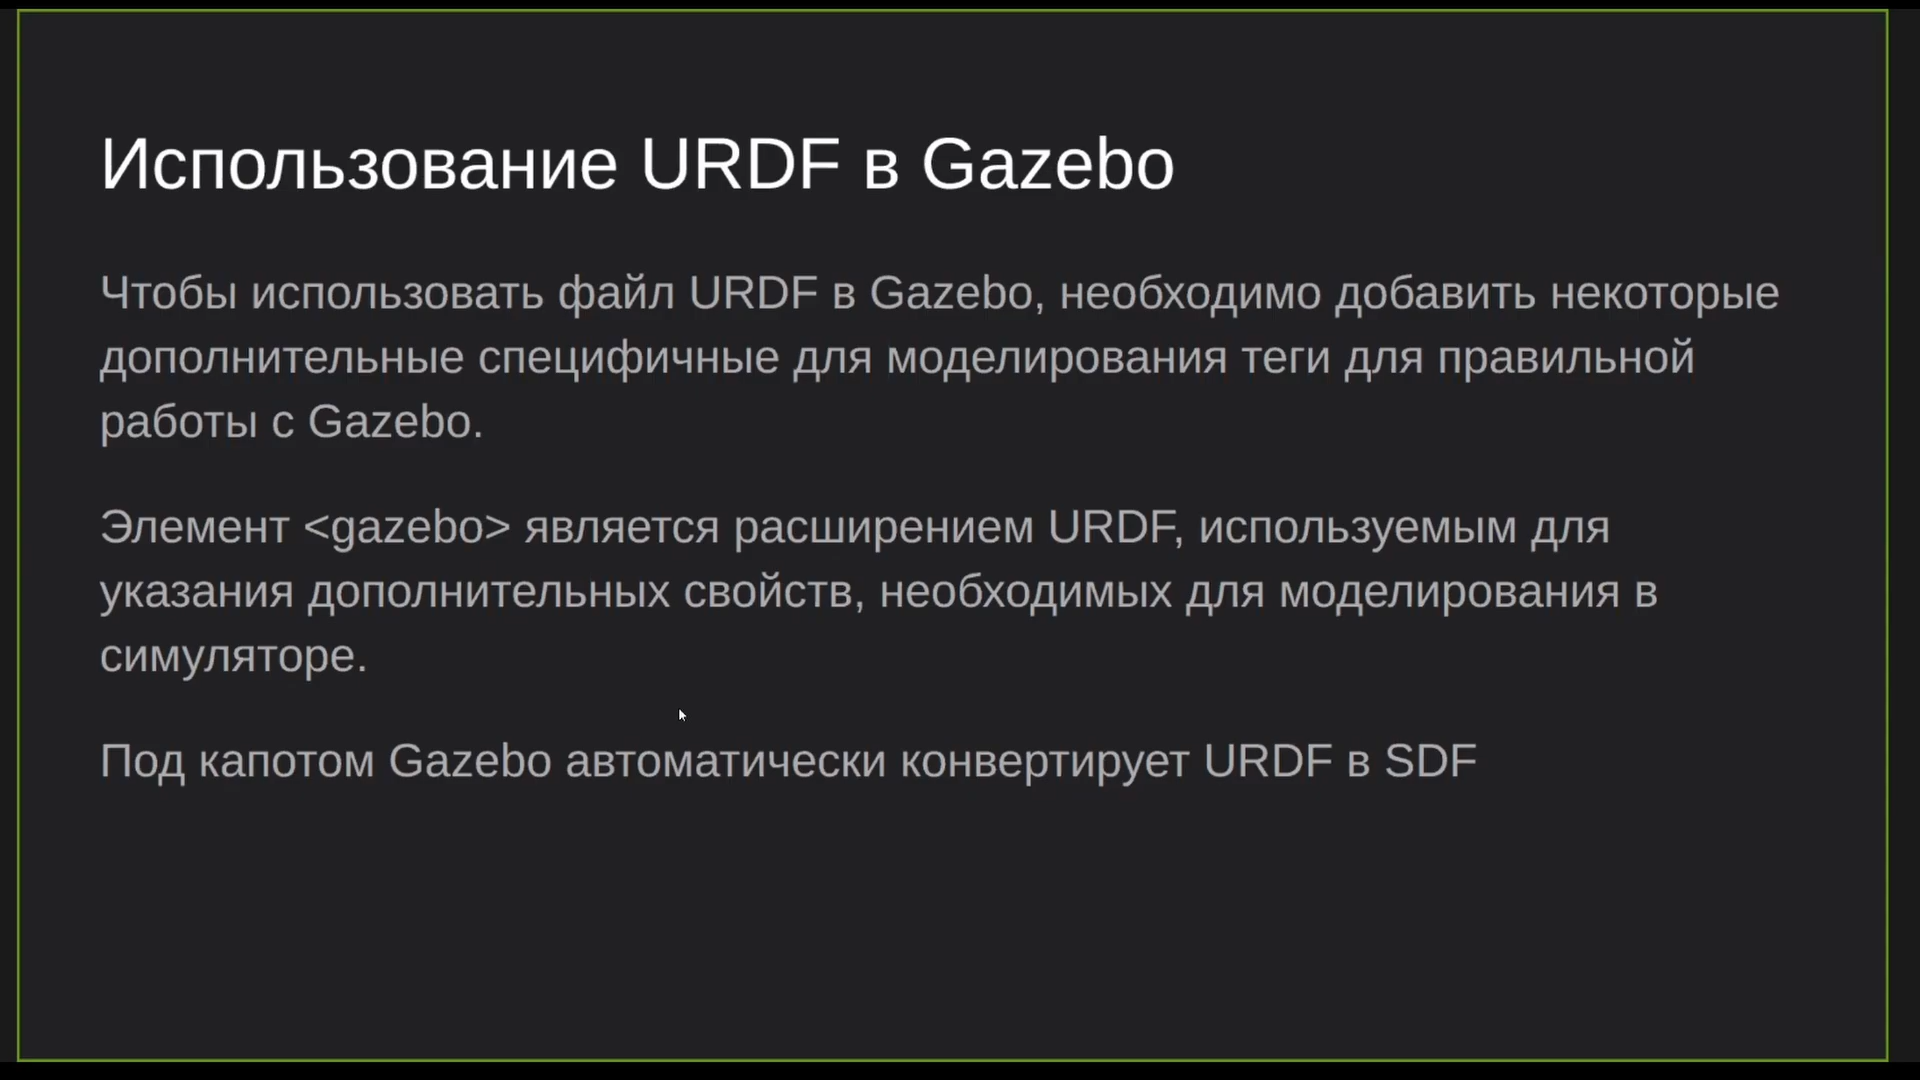 Использование URDF в Gazebo
Чтобы использовать файл URDF в Gazebo, необходимо добавить некоторые
дополнительные специфичные для моделирования теги для правильной
работы с Gazebo.
Элемент <gazebo> является расширением URDF, используемым для
указания дополнительных свойств, необходимых для моделирования в
симуляторе.
Под капотом Gazebo автоматически конвертирует URDF в SDF